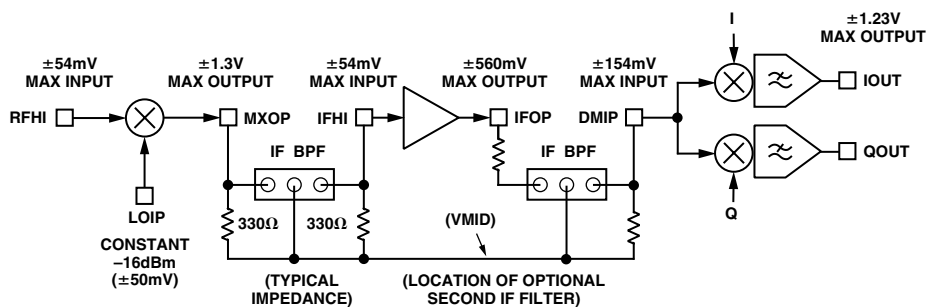 ±54mV
MAX INPUT
±1.3V
MAX OUTPUT
±54mV
MAX INPUT
±560mV
MAX OUTPUT
±154mV
MAX INPUT
I
±1.23V
MAX OUTPUT
RFHI
MXOP
IFHI
IFOP
DMIP
IOUT
QOUT
IF BPF
IF BPF
LOIP
330Ω
330Ω
(VMID)
Q
CONSTANT
–16dBm
(±50mV)
(TYPICAL
IMPEDANCE)
(LOCATION OF OPTIONAL
SECOND IF FILTER)